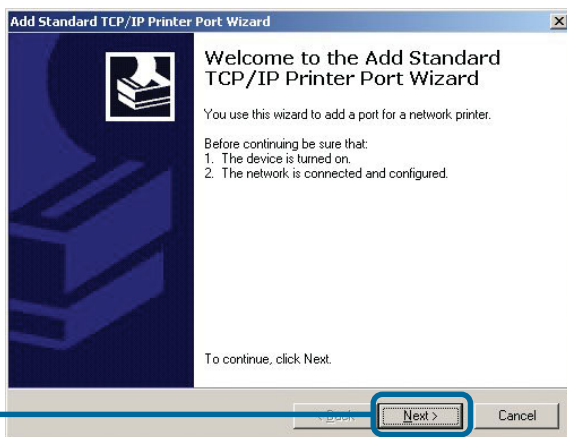 Add Standard TCP/IP Printer Port Wizard
Welcome to the Add Standard
TCP/IP Printer Port Wizard
You use this wizard to add a port for a network printer.
Before continuing be sure that:
1. The device is turned on.
2. The network is connected and configured.
To continue, click Next.
< Back
Next >
Cancel